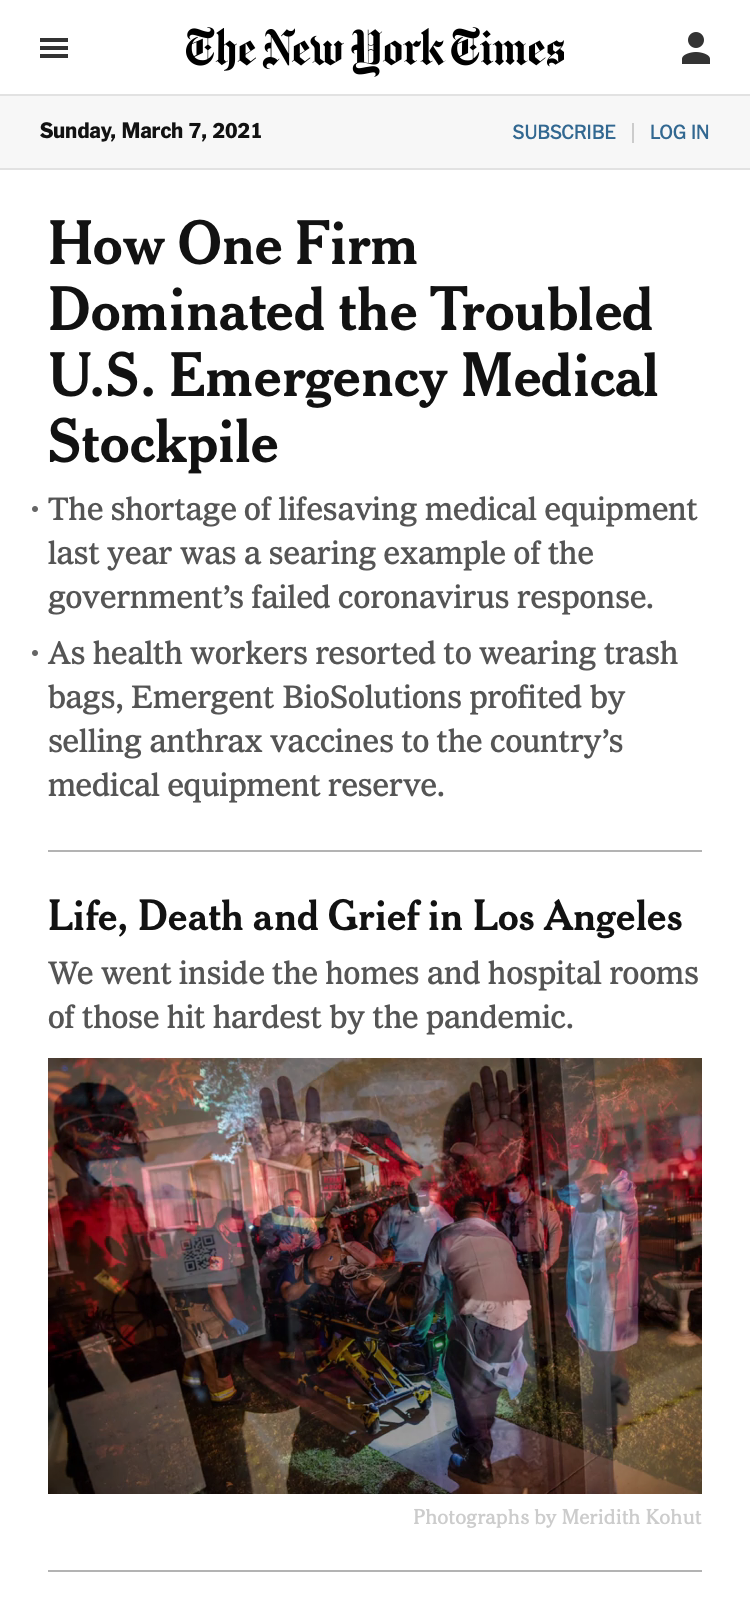 The New York Times
Sunday, March 7, 2021
SUBSCRIBE | LOG IN
How One Firm
Dominated the Troubled
U.S. Emergency Medical
Stockpile
• The shortage of lifesaving medical equipment
last year was a searing example of the
government’s failed coronavirus response.
• As health workers resorted to wearing trash
bags, Emergent BioSolutions profited by
selling anthrax vaccines to the country’s
medical equipment reserve.
Life, Death and Grief in Los Angeles
We went inside the homes and hospital rooms
of those hit hardest by the pandemic.
Photographs by Meridith Kohut